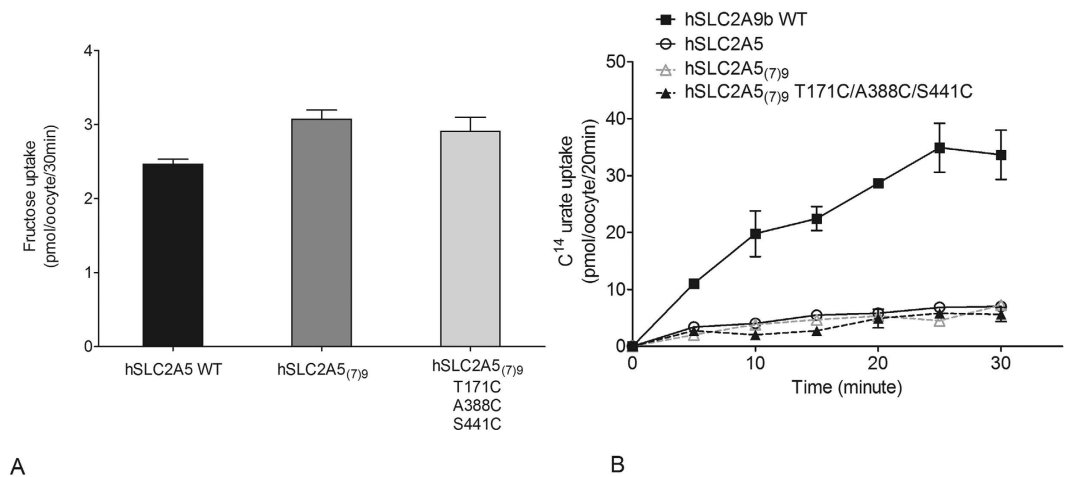 4
3
2
1
0
Fructose uptake
(pmol/oocyte/30min)
hSLC2A5 WT
hSLC2A5(7)9
hSLC2A5(7)9
T171C
A388C
S441C
A
hSLC2A9b WT
hSLC2A5
hSLC2A5(7)9
hSLC2A5(7)9 T171C/A388C/S441C
50
40
30
20
10
0
C14 urate uptake
(pmol/oocyte/20min)
0 10 20 30
Time (minute)
B